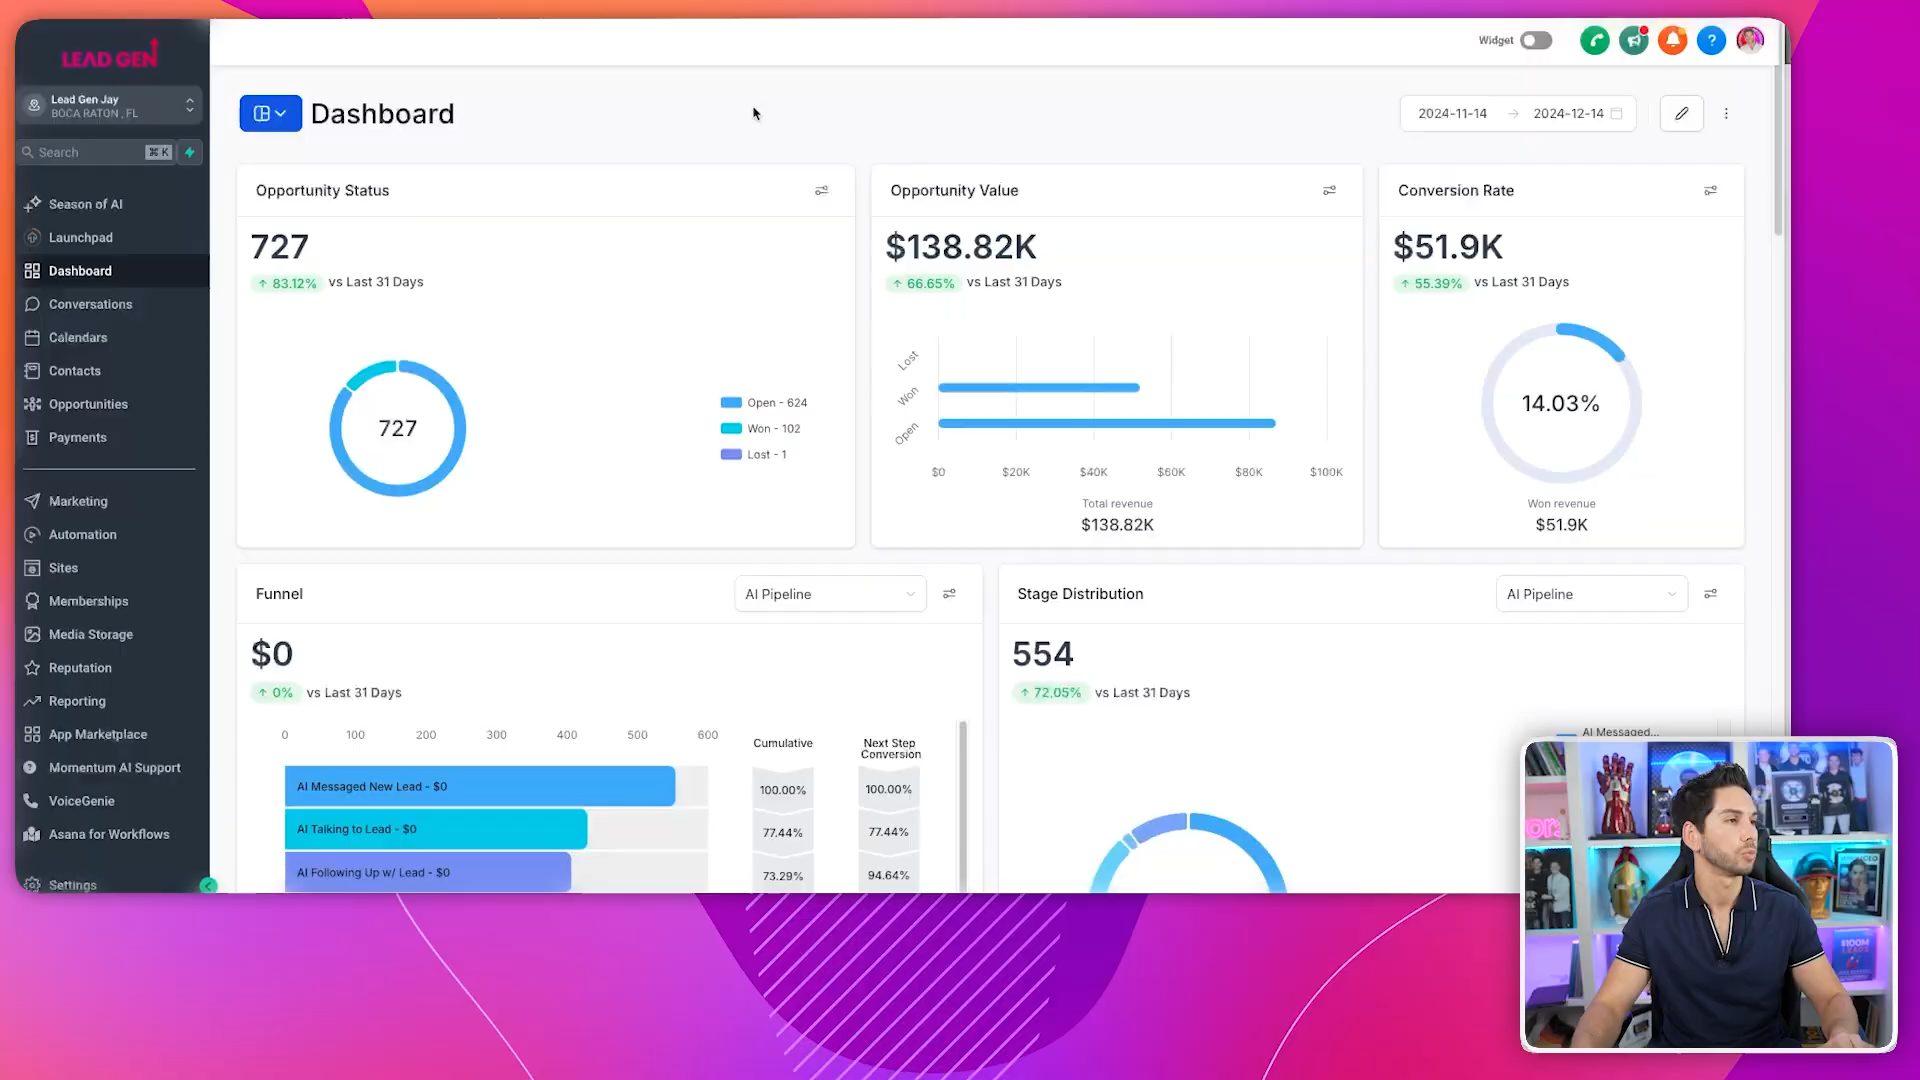 LEAD GEN
Lead Gen Jay
BOCA RATON , FL
Search
⌘ K
Season of AI
Launchpad
Dashboard
Conversations
Calendars
Contacts
Opportunities
Payments
Marketing
Automation
Sites
Memberships
Media Storage
Reputation
Reporting
App Marketplace
Momentum AI Support
VoiceGenie
Asana for Workflows
Settings
Widget
Dashboard
2024-11-14 → 2024-12-14
Opportunity Status
727
↑ 83.12% vs Last 31 Days
727
Open - 624
Won - 102
Lost - 1
Opportunity Value
$138.82K
↑ 66.65% vs Last 31 Days
Lost
Won
Open
$0 $20K $40K $60K $80K $100K
Total revenue
$138.82K
Conversion Rate
$51.9K
↑ 55.39% vs Last 31 Days
14.03%
Won revenue
$51.9K
Funnel
AI Pipeline
$0
↑ 0% vs Last 31 Days
0 100 200 300 400 500 600
Cumulative
Next Step
Conversion
AI Messaged New Lead - $0
100.00%
100.00%
AI Talking to Lead - $0
77.44%
77.44%
AI Following Up w/ Lead - $0
73.29%
94.64%
Stage Distribution
AI Pipeline
554
↑ 72.05% vs Last 31 Days
AI Messaged...
$100M